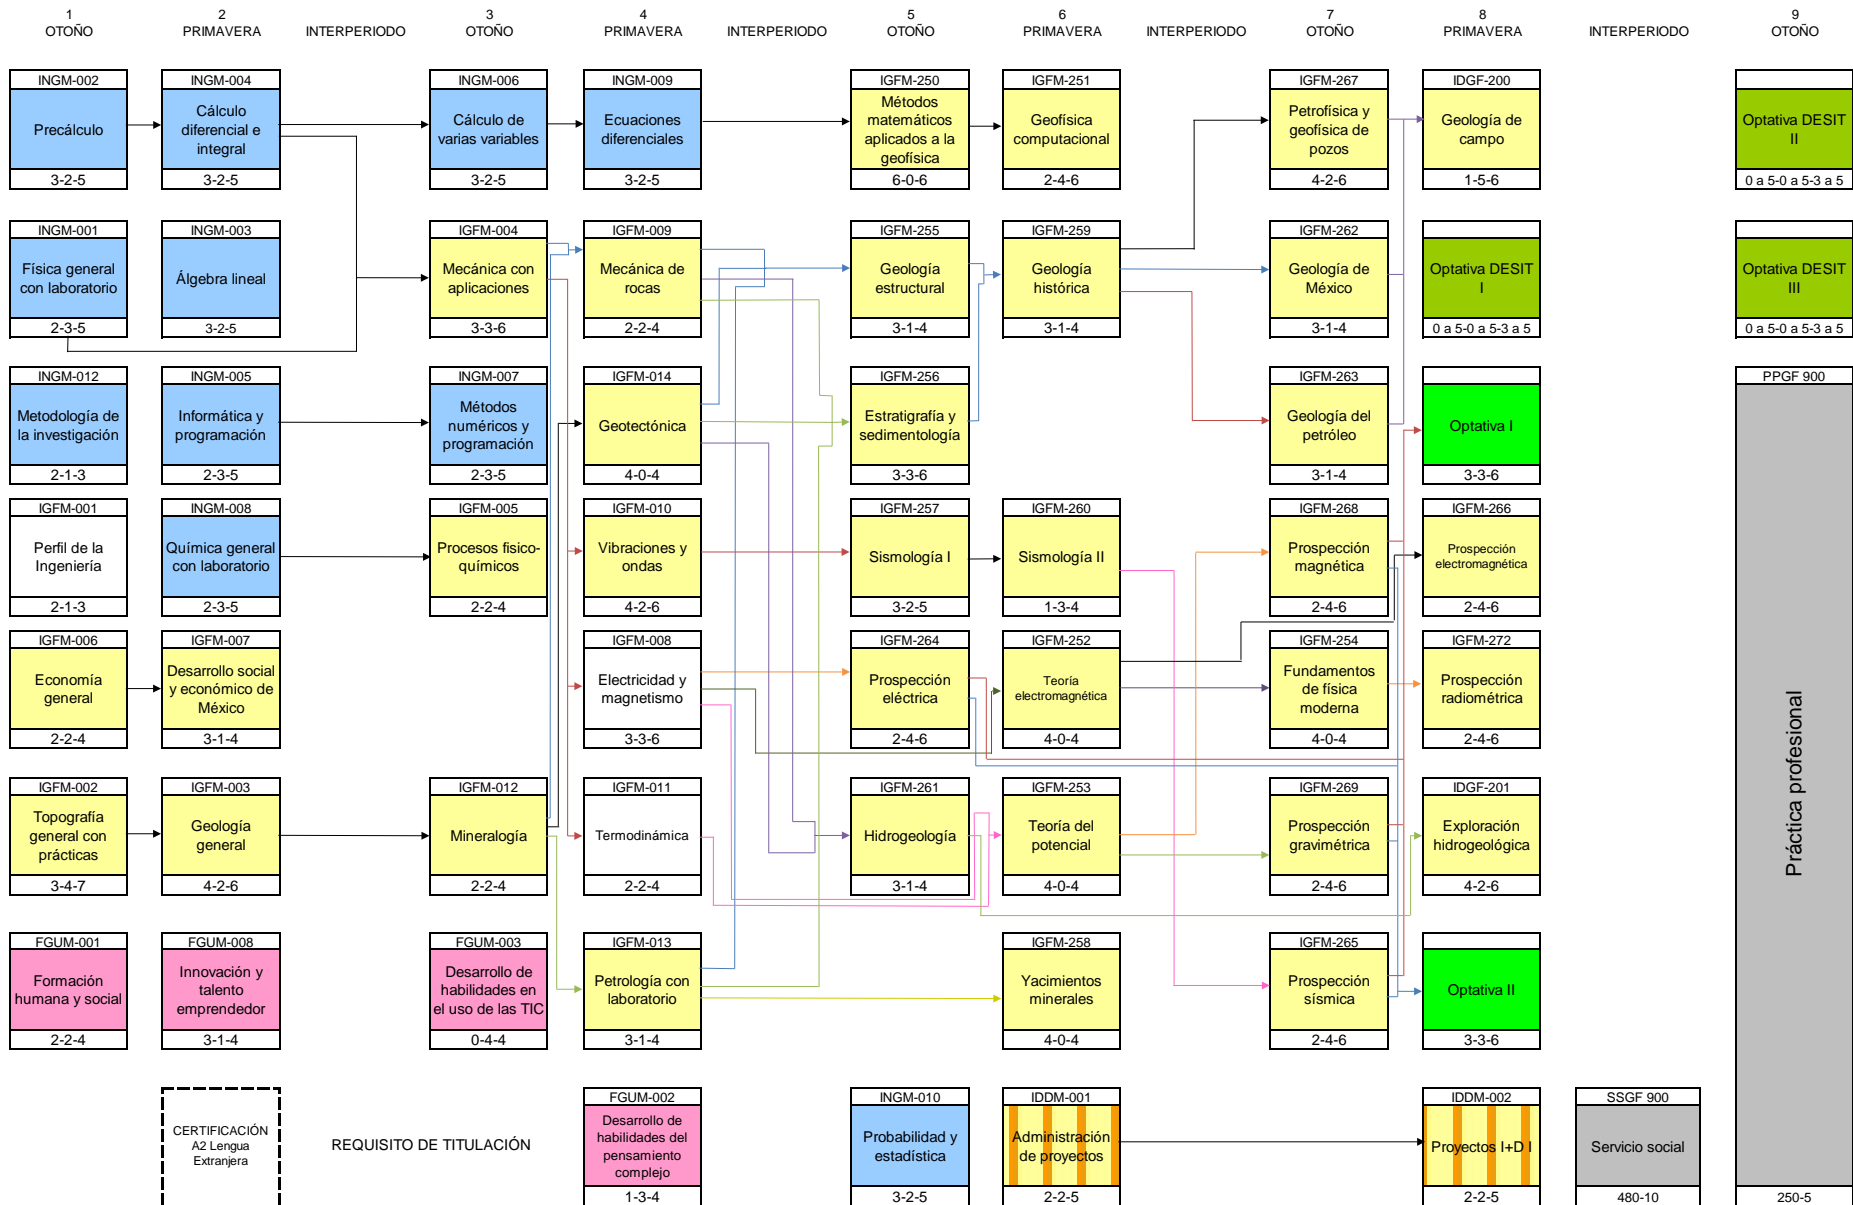 1
OTOÑO
2
PRIMAVERA
INTERPERIODO
3
OTOÑO
4
PRIMAVERA
INTERPERIODO
5
OTOÑO
6
PRIMAVERA
INTERPERIODO
7
OTOÑO
8
PRIMAVERA
INTERPERIODO
9
OTOÑO
INGM-002
Precálculo
3-2-5
INGM-004
Cálculo
diferencial e
integral
3-2-5
INGM-006
Cálculo de
varias variables
3-2-5
INGM-009
Ecuaciones
diferenciales
3-2-5
IGFM-250
Métodos
matemáticos
aplicados a la
geofísica
6-0-6
IGFM-251
Geofísica
computacional
2-4-6
IGFM-267
Petrofísica y
geofísica de
pozos
4-2-6
IDGF-200
Geología de
campo
1-5-6
Optativa DESIT
II
0 a 5-0 a 5-3 a 5
INGM-001
Física general
con laboratorio
2-3-5
INGM-003
Álgebra lineal
3-2-5
IGFM-004
Mecánica con
aplicaciones
3-3-6
IGFM-009
Mecánica de
rocas
2-2-4
IGFM-255
Geología
estructural
3-1-4
IGFM-259
Geología
histórica
3-1-4
IGFM-262
Geología de
México
3-1-4
Optativa DESIT
I
0 a 5-0 a 5-3 a 5
Optativa DESIT
III
0 a 5-0 a 5-3 a 5
INGM-012
Metodología de
la investigación
2-1-3
INGM-005
Informática y
programación
2-3-5
INGM-007
Métodos
numéricos y
programación
2-3-5
IGFM-014
Geotectónica
4-0-4
IGFM-256
Estratigrafía y
sedimentología
3-3-6
IGFM-263
Geología del
petróleo
3-1-4
Optativa I
3-3-6
PPGF 900
Práctica profesional
250-5
IGFM-001
Perfil de la
Ingeniería
2-1-3
INGM-008
Química general
con laboratorio
2-3-5
IGFM-005
Procesos fisico-
químicos
2-2-4
IGFM-010
Vibraciones y
ondas
4-2-6
IGFM-257
Sismología I
3-2-5
IGFM-260
Sismología II
1-3-4
IGFM-268
Prospección
magnética
2-4-6
IGFM-266
Prospección
electromagnética
2-4-6
IGFM-006
Economía
general
2-2-4
IGFM-007
Desarrollo social
y económico de
México
3-1-4
IGFM-008
Electricidad y
magnetismo
3-3-6
IGFM-264
Prospección
eléctrica
2-4-6
IGFM-252
Teoría
electromagnética
4-0-4
IGFM-254
Fundamentos
de física
moderna
4-0-4
IGFM-272
Prospección
radiométrica
2-4-6
IGFM-002
Topografía
general con
prácticas
3-4-7
IGFM-003
Geología
general
4-2-6
IGFM-012
Mineralogía
2-2-4
IGFM-011
Termodinámica
2-2-4
IGFM-261
Hidrogeología
3-1-4
IGFM-253
Teoría del
potencial
4-0-4
IGFM-269
Prospección
gravimétrica
2-4-6
IDGF-201
Exploración
hidrogeológica
4-2-6
FGUM-001
Formación
humana y social
2-2-4
FGUM-008
Innovación y
talento
emprendedor
3-1-4
FGUM-003
Desarrollo de
habilidades en
el uso de las TIC
0-4-4
IGFM-013
Petrología con
laboratorio
3-1-4
IGFM-258
Yacimientos
minerales
4-0-4
IGFM-265
Prospección
sísmica
2-4-6
Optativa II
3-3-6
CERTIFICACIÓN
A2 Lengua
Extranjera
REQUISITO DE TITULACIÓN
FGUM-002
Desarrollo de
habilidades del
pensamiento
complejo
1-3-4
INGM-010
Probabilidad y
estadística
3-2-5
IDDM-001
Administración
de proyectos
2-2-5
IDDM-002
Proyectos I+D I
2-2-5
SSGF 900
Servicio social
480-10